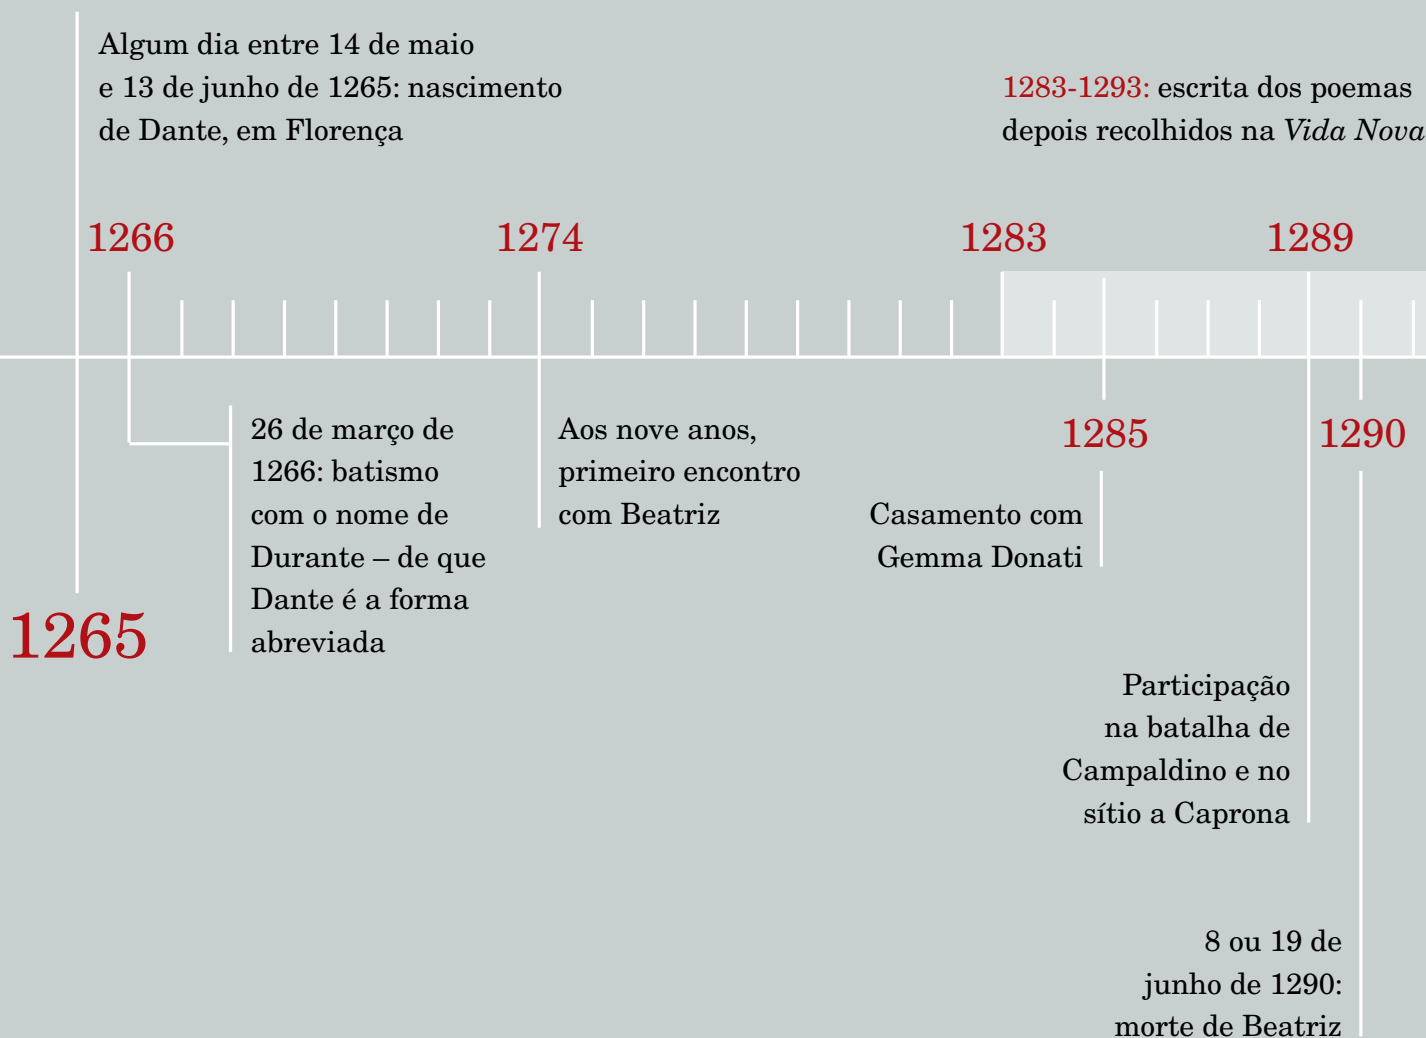 Algum dia entre 14 de maio
e 13 de junho de 1265: nascimento
de Dante, em Florença
1283-1293: escrita dos poemas
depois recolhidos na Vida Nova
1266
1274
1283
1289
26 de março de
1266: batismo
com o nome de
Durante – de que
Dante é a forma
abreviada
Aos nove anos,
primeiro encontro
com Beatriz
1285
1290
Casamento com
Gemma Donati
1265
Participação
na batalha de
Campaldino e no
sítio a Caprona
8 ou 19 de
junho de 1290:
morte de Beatriz